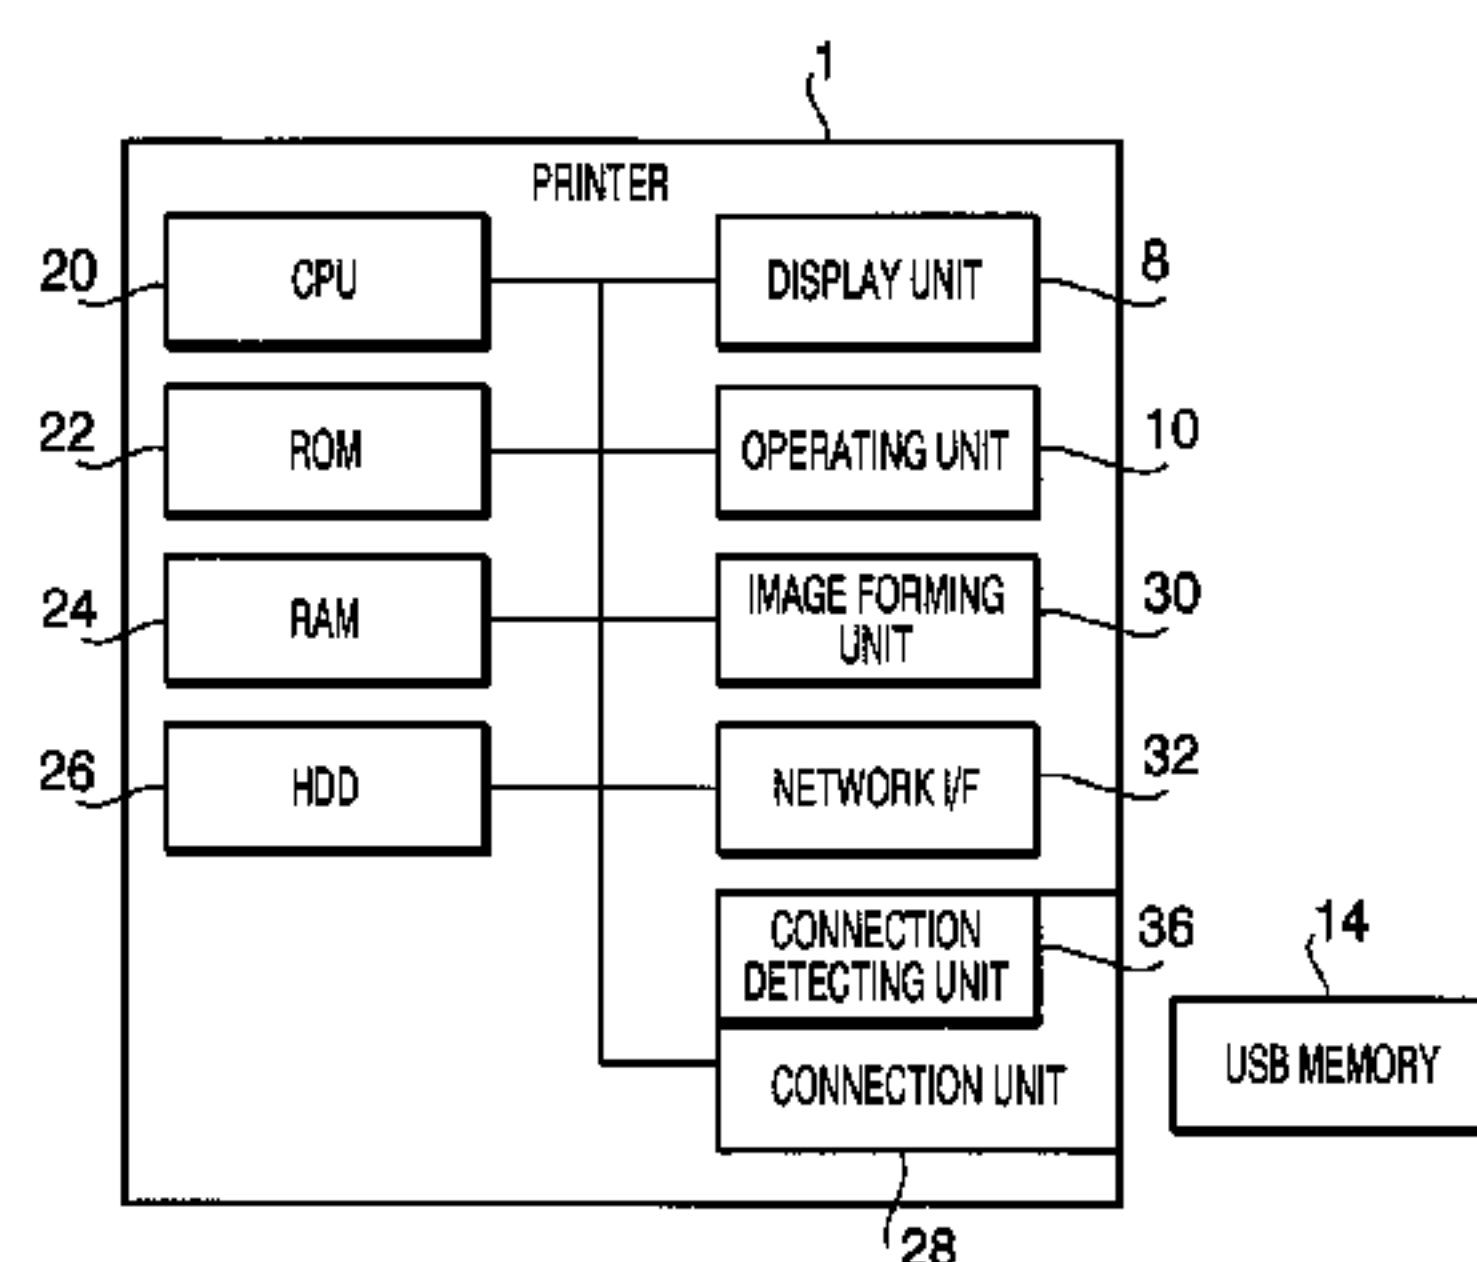 1
PRINTER
20
CPU
DISPLAY UNIT
8
22
ROM
OPERATING UNIT
10
24
RAM
IMAGE FORMING
UNIT
30
26
HDD
NETWORK I/F
32
CONNECTION
DETECTING UNIT
36
14
CONNECTION UNIT
USB MEMORY
28